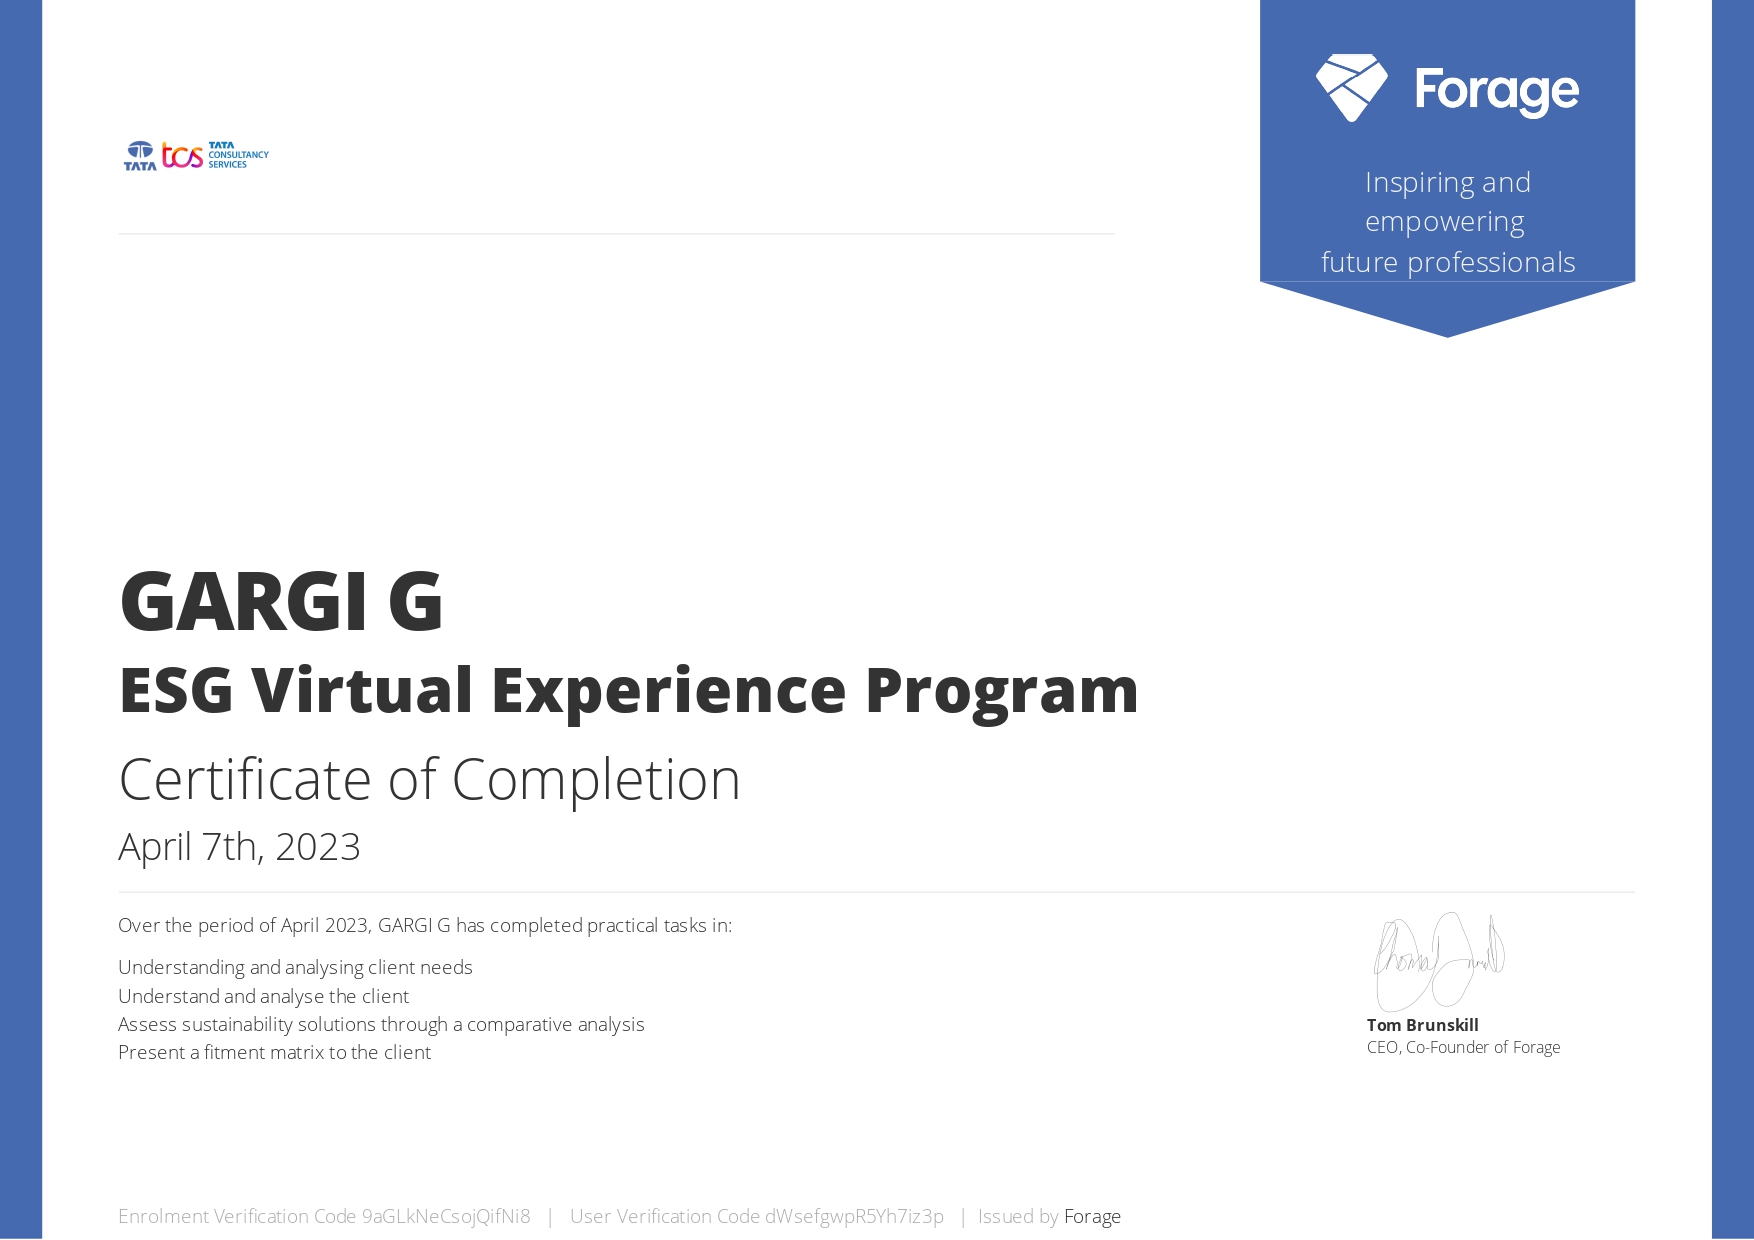 TATA
tcs
TATA
CONSULTANCY
SERVICES
Forage
Inspiring and
empowering
future professionals
GARGI G
ESG Virtual Experience Program
Certificate of Completion
April 7th, 2023
Over the period of April 2023, GARGI G has completed practical tasks in:
Understanding and analysing client needs
Understand and analyse the client
Assess sustainability solutions through a comparative analysis
Present a fitment matrix to the client
Tom Brunskill
CEO, Co-Founder of Forage
Enrolment Verification Code 9aGLkNeCsojQifNi8 | User Verification Code dWsefgwpR5Yh7iz3p | Issued by Forage